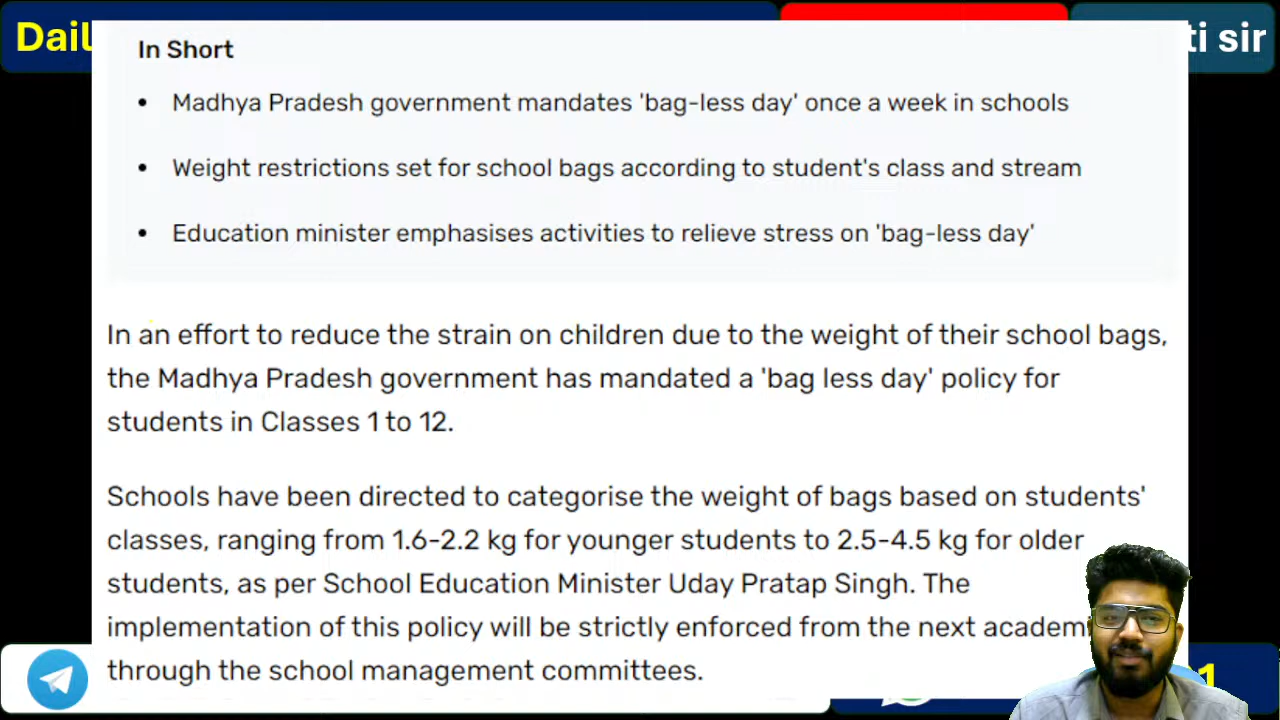 DaiL
ti sir
In Short
• Madhya Pradesh government mandates 'bag-less day' once a week in schools
• Weight restrictions set for school bags according to student's class and stream
• Education minister emphasises activities to relieve stress on 'bag-less day'
In an effort to reduce the strain on children due to the weight of their school bags,
the Madhya Pradesh government has mandated a 'bag less day' policy for
students in Classes 1 to 12.
Schools have been directed to categorise the weight of bags based on students'
classes, ranging from 1.6-2.2 kg for younger students to 2.5-4.5 kg for older
students, as per School Education Minister Uday Pratap Singh. The
implementation of this policy will be strictly enforced from the next academ
through the school management committees.
1